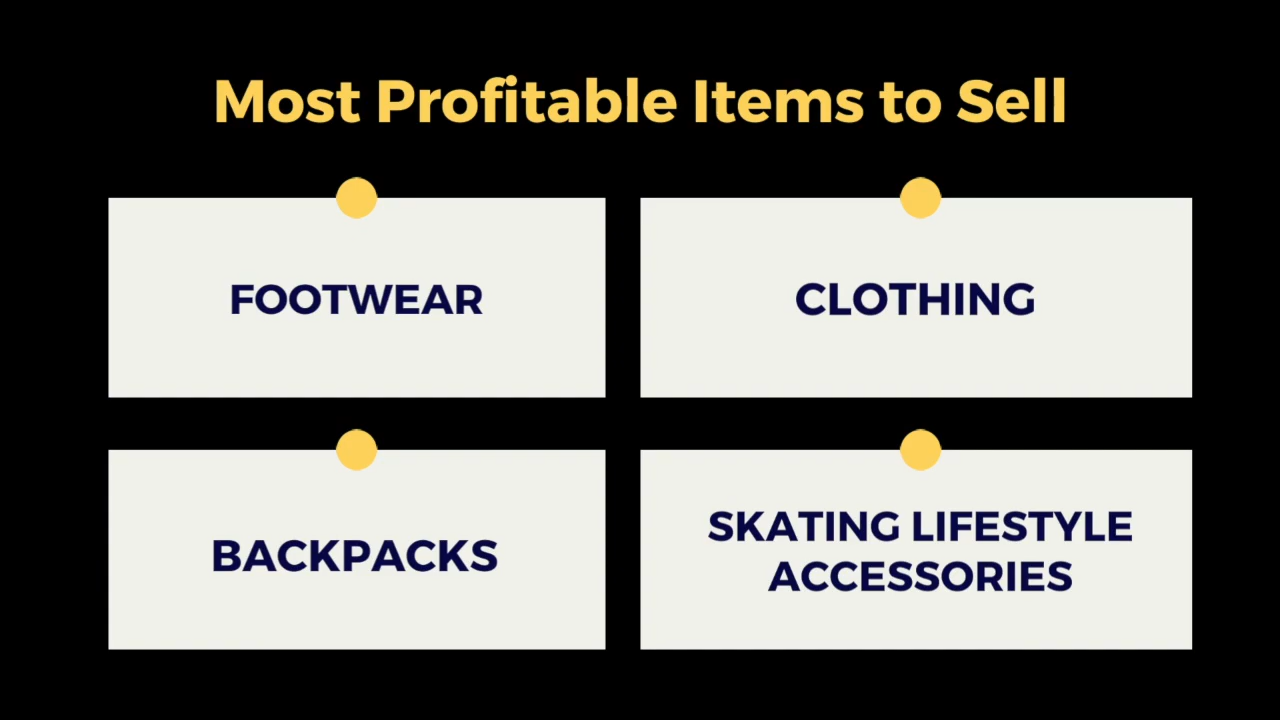 Most Profitable Items to Sell
FOOTWEAR
CLOTHING
BACKPACKS
SKATING LIFESTYLE
ACCESSORIES